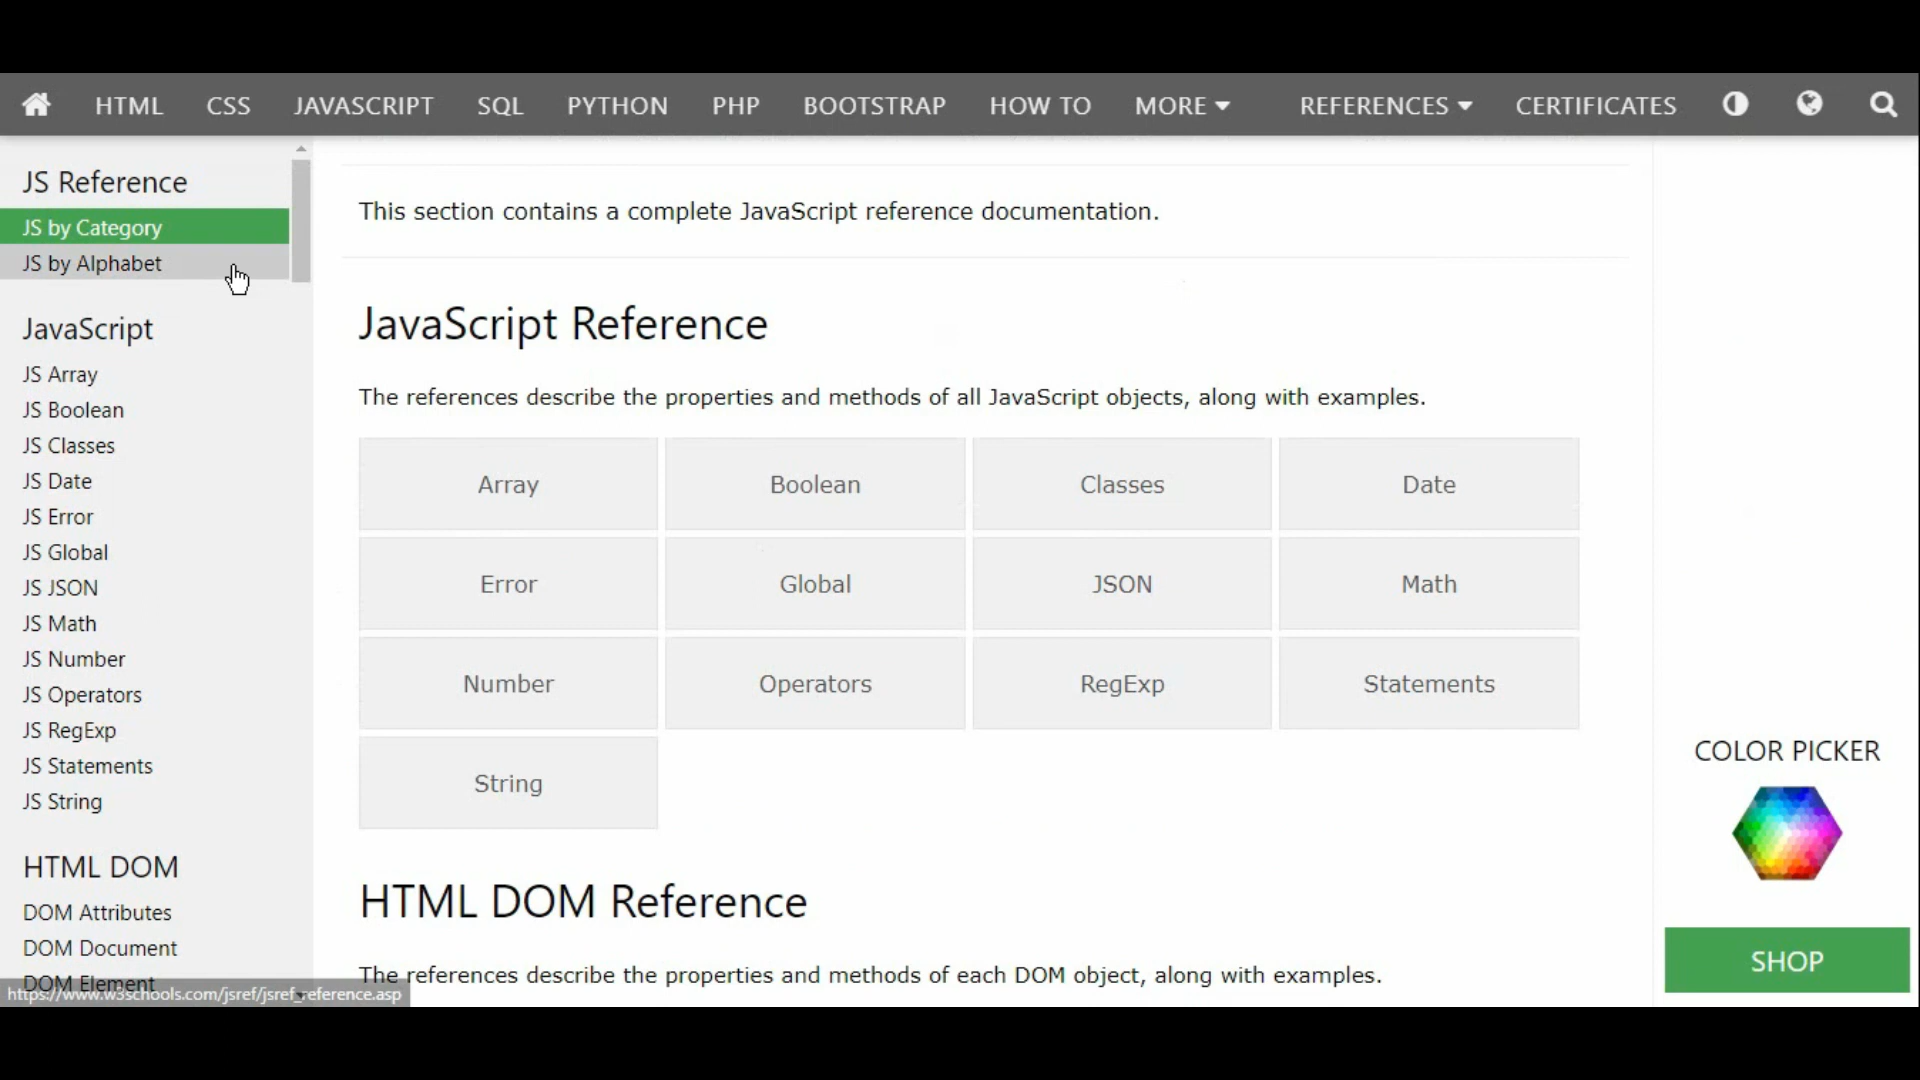 HTML CSS JAVASCRIPT SQL PYTHON PHP BOOTSTRAP HOW TO MORE REFERENCES CERTIFICATES
JS Reference
JS by Category
JS by Alphabet
JavaScript
JS Array
JS Boolean
JS Classes
JS Date
JS Error
JS Global
JS JSON
JS Math
JS Number
JS Operators
JS RegExp
JS Statements
JS String
HTML DOM
DOM Attributes
DOM Document
DOM Element
https://www.w3schools.com/jsref/jsref_reference.asp
This section contains a complete JavaScript reference documentation.
JavaScript Reference
The references describe the properties and methods of all JavaScript objects, along with examples.
Array Boolean Classes Date
Error Global JSON Math
Number Operators RegExp Statements
String
HTML DOM Reference
The references describe the properties and methods of each DOM object, along with examples.
COLOR PICKER
SHOP